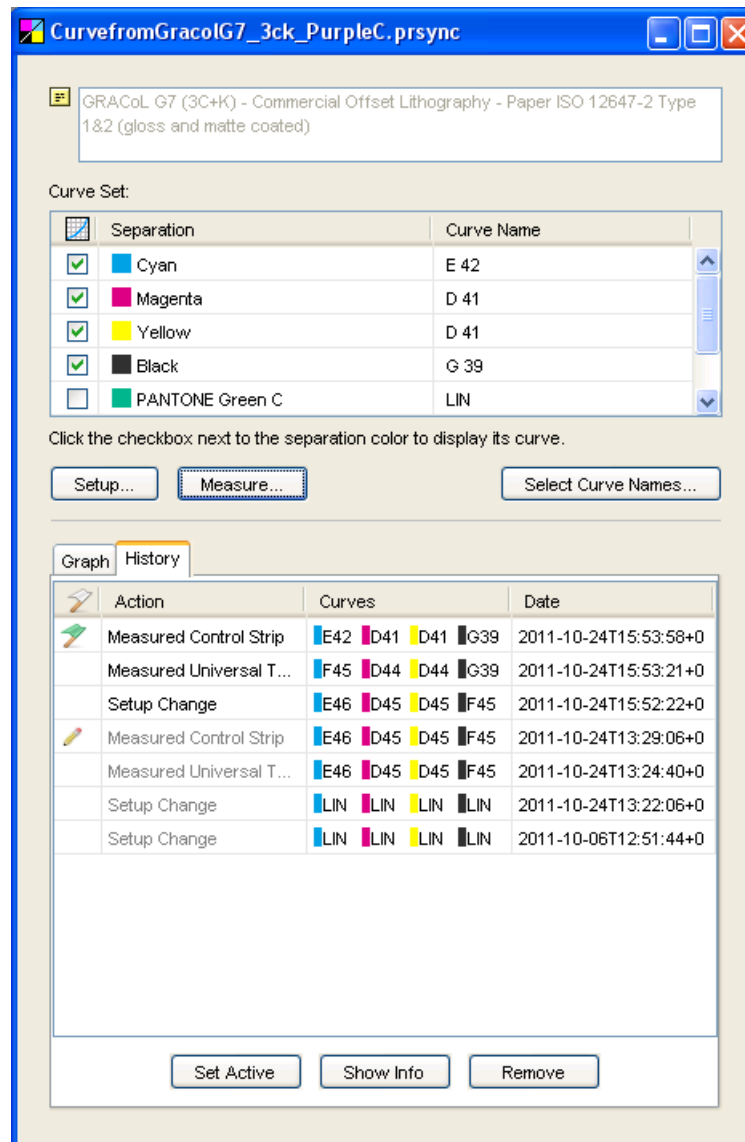 CurvefromGracolG7_3ck_PurpleC.prsync
GRACoL G7 (3C+K) - Commercial Offset Lithography - Paper ISO 12647-2 Type
1&2 (gloss and matte coated)
Curve Set:
Separation Curve Name
Cyan E 42
Magenta D 41
Yellow D 41
Black G 39
PANTONE Green C LIN
Click the checkbox next to the separation color to display its curve.
Setup... Measure... Select Curve Names...
Graph History
Action Curves Date
Measured Control Strip E42 D41 D41 G39 2011-10-24T15:53:58+0
Measured Universal T... F45 D44 D44 G39 2011-10-24T15:53:21+0
Setup Change E46 D45 D45 F45 2011-10-24T15:52:22+0
Measured Control Strip E46 D45 D45 F45 2011-10-24T13:29:06+0
Measured Universal T... E46 D45 D45 F45 2011-10-24T13:24:40+0
Setup Change LIN LIN LIN LIN 2011-10-24T13:22:06+0
Setup Change LIN LIN LIN LIN 2011-10-06T12:51:44+0
Set Active Show Info Remove